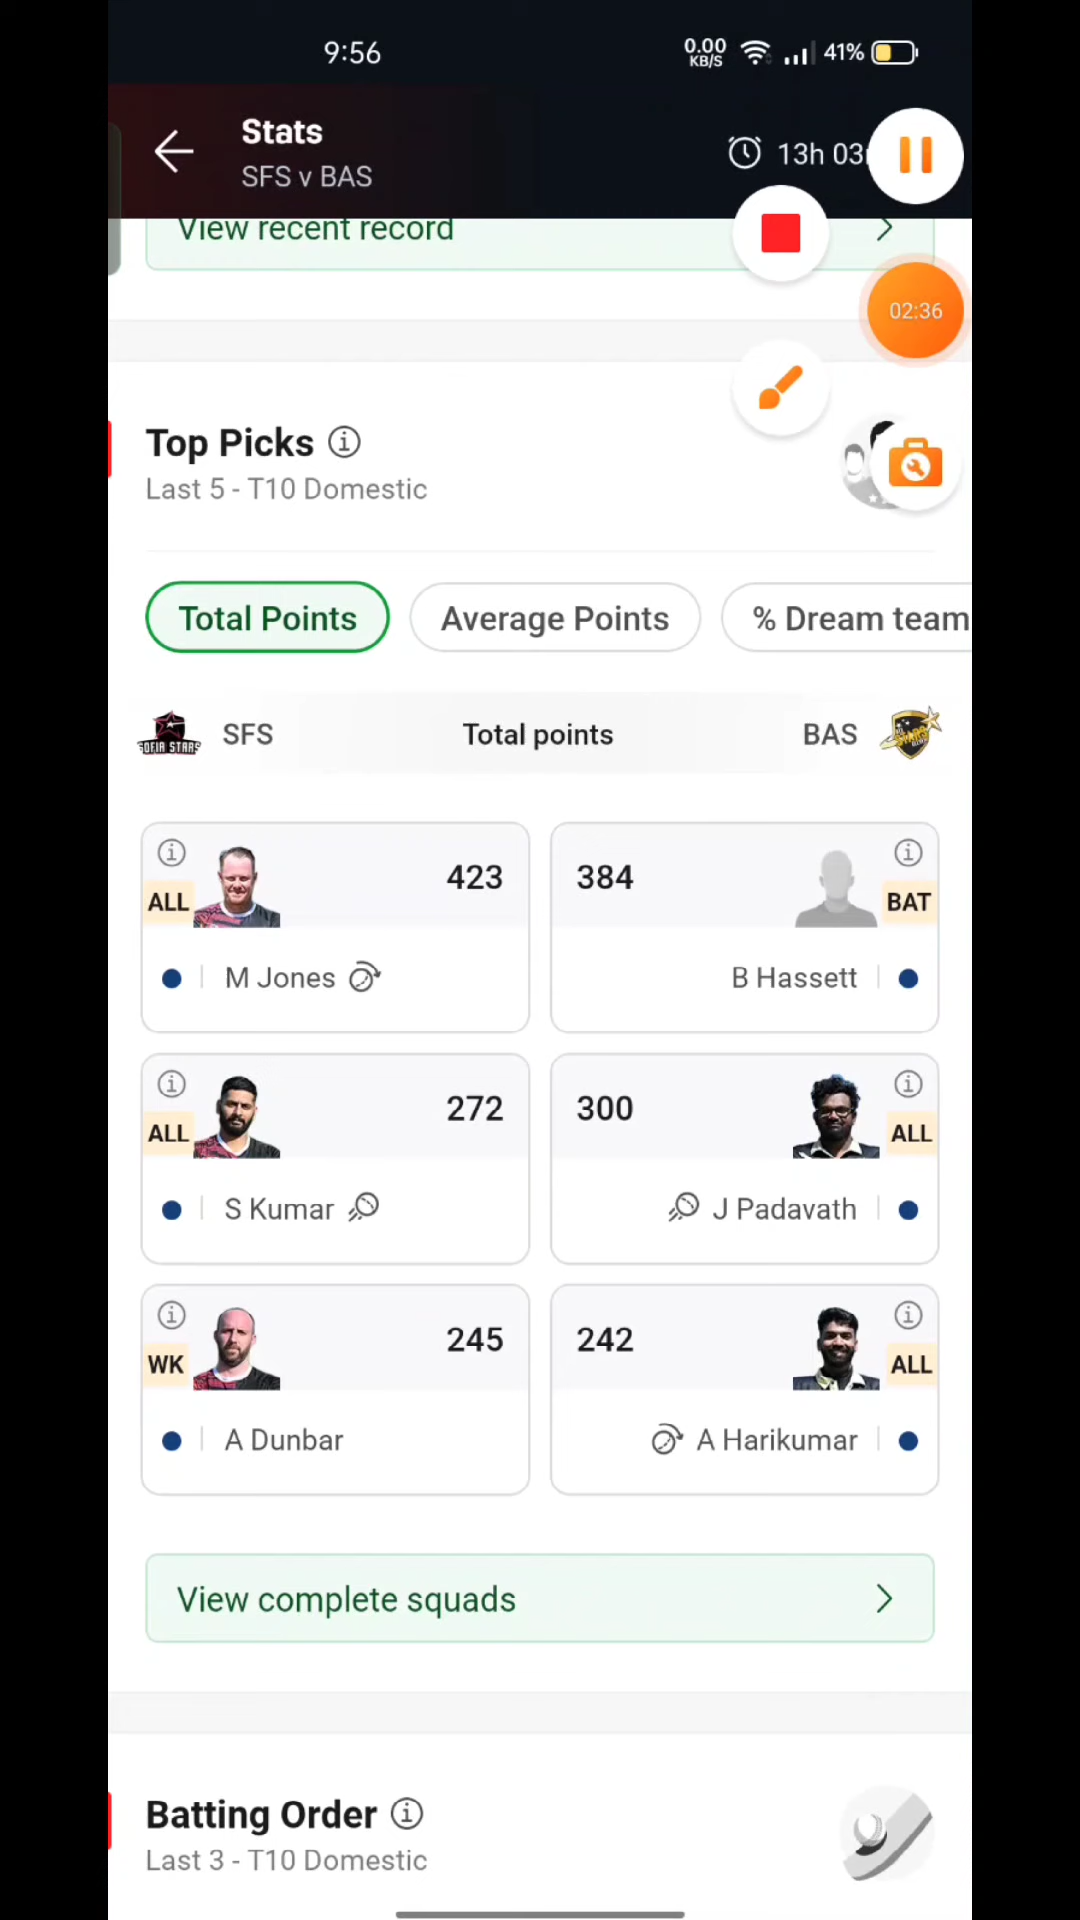 9:56
0.00 KB/S
41%
Stats
SFS v BAS
13h 03
02:36
View recent record
Top Picks
Last 5 - T10 Domestic
Total Points
Average Points
% Dream team
SOFIA STARS
SFS
Total points
BAS
ALL
423
M Jones
384
BAT
B Hassett
ALL
272
S Kumar
300
ALL
J Padavath
WK
245
A Dunbar
242
ALL
A Harikumar
View complete squads
Batting Order
Last 3 - T10 Domestic